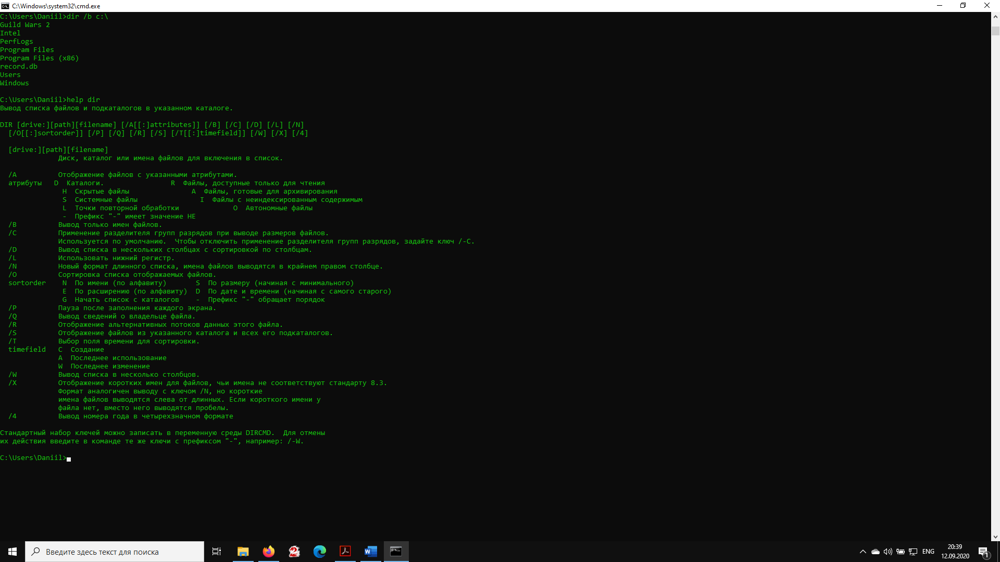 C:\Windows\system32\cmd.exe
C:\Users\Daniil>dir /b c:\
Guild Wars 2
Intel
PerfLogs
Program Files
Program Files (x86)
record.db
Users
Windows
C:\Users\Daniil>help dir
Вывод списка файлов и подкаталогов в указанном каталоге.
DIR [drive:][path][filename] [/A[[:]attributes]] [/B] [/C] [/D] [/L] [/N]
[/O[[:]sortorder]] [/P] [/Q] [/R] [/S] [/T[[:]timefield]] [/W] [/X] [/4]
[drive:][path][filename]
Диск, каталог или имена файлов для включения в список.
/A Отображение файлов с указанными атрибутами.
атрибуты D Каталоги. R Файлы, доступные только для чтения
H Скрытые файлы A Файлы, готовые для архивирования
S Системные файлы I Файлы с неиндексированным содержимым
L Точки повторной обработки O Автономные файлы
- Префикс "-" имеет значение НЕ
/B Вывод только имен файлов.
/C Применение разделителя групп разрядов при выводе размеров файлов.
Используется по умолчанию. Чтобы отключить применение разделителя групп разрядов, задайте ключ /-C.
/D Вывод списка в нескольких столбцах с сортировкой по столбцам.
/L Использовать нижний регистр.
/N Новый формат длинного списка, имена файлов выводятся в крайнем правом столбце.
/O Сортировка списка отображаемых файлов.
sortorder N По имени (по алфавиту) S По размеру (начиная с минимального)
E По расширению (по алфавиту) D По дате и времени (начиная с самого старого)
G Начать список с каталогов - Префикс "-" обращает порядок
/P Пауза после заполнения каждого экрана.
/Q Вывод сведений о владельце файла.
/R Отображение альтернативных потоков данных этого файла.
/S Отображение файлов из указанного каталога и всех его подкаталогов.
/T Выбор поля времени для сортировки.
timefield C Создание
A Последнее использование
W Последнее изменение
/W Вывод списка в несколько столбцов.
/X Отображение коротких имен для файлов, чьи имена не соответствуют стандарту 8.3.
Формат аналогичен выводу с ключом /N, но короткие
имена файлов выводятся слева от длинных. Если короткого имени у
файла нет, вместо него выводятся пробелы.
/4 Вывод номера года в четырехзначном формате
Стандартный набор ключей можно записать в переменную среды DIRCMD. Для отмены
их действия введите в команде те же ключи с префиксом "-", например: /-W.
C:\Users\Daniil>
Введите здесь текст для поиска
ENG
20:39
12.09.2020
1